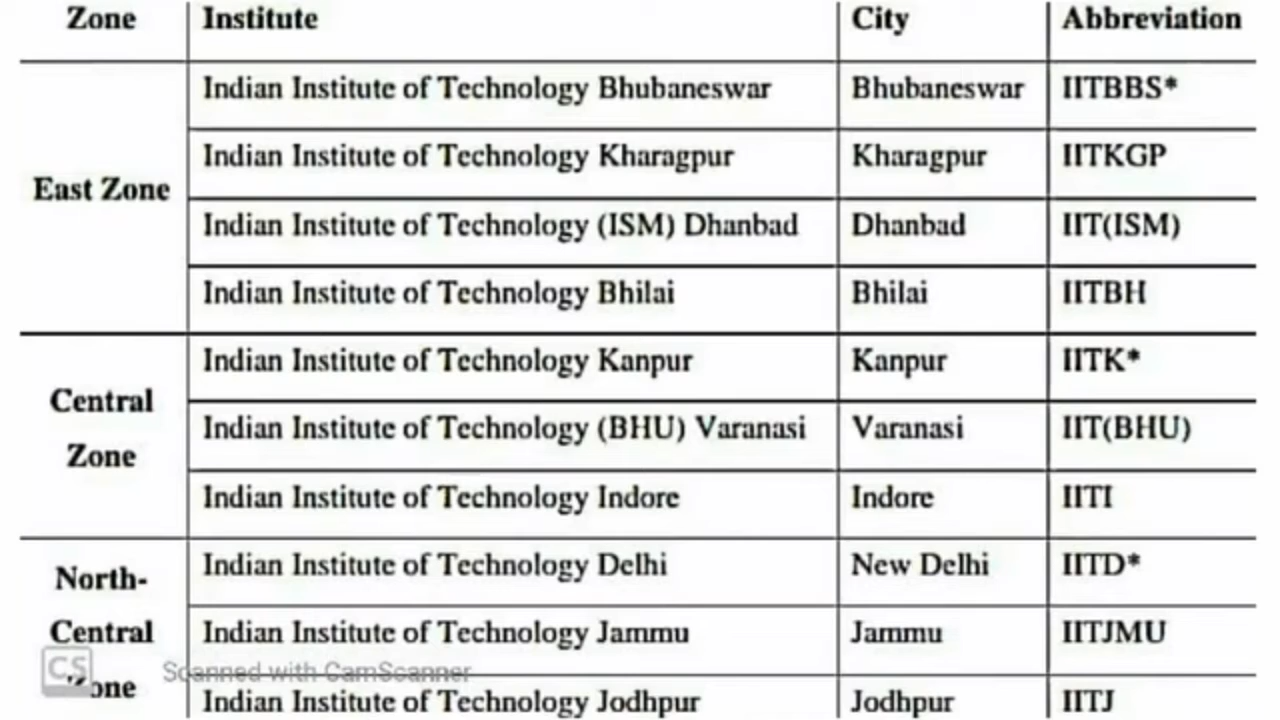 Zone Institute City Abbreviation
Indian Institute of Technology Bhubaneswar Bhubaneswar IITBBS*
Indian Institute of Technology Kharagpur Kharagpur IITKGP
East Zone
Indian Institute of Technology (ISM) Dhanbad Dhanbad IIT(ISM)
Indian Institute of Technology Bhilai Bhilai IITBH
Indian Institute of Technology Kanpur Kanpur IITK*
Central
Indian Institute of Technology (BHU) Varanasi Varanasi IIT(BHU)
Zone
Indian Institute of Technology Indore Indore IITI
Indian Institute of Technology Delhi New Delhi IITD*
North-
Central Indian Institute of Technology Jammu Jammu IITJMU
CS Scanned with CamScanner
Zone
Indian Institute of Technology Jodhpur Jodhpur IITJ